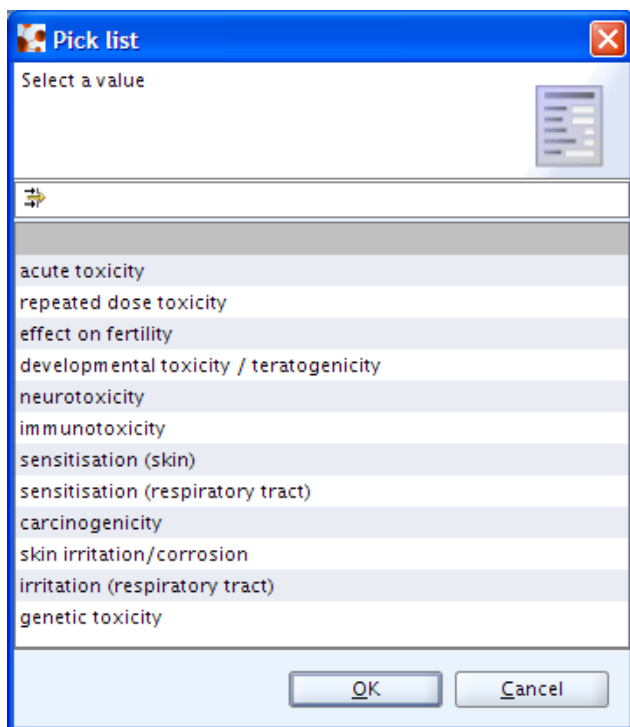 Pick list
Select a value
acute toxicity
repeated dose toxicity
effect on fertility
developmental toxicity / teratogenicity
neurotoxicity
immunotoxicity
sensitisation (skin)
sensitisation (respiratory tract)
carcinogenicity
skin irritation/corrosion
irritation (respiratory tract)
genetic toxicity
OK Cancel